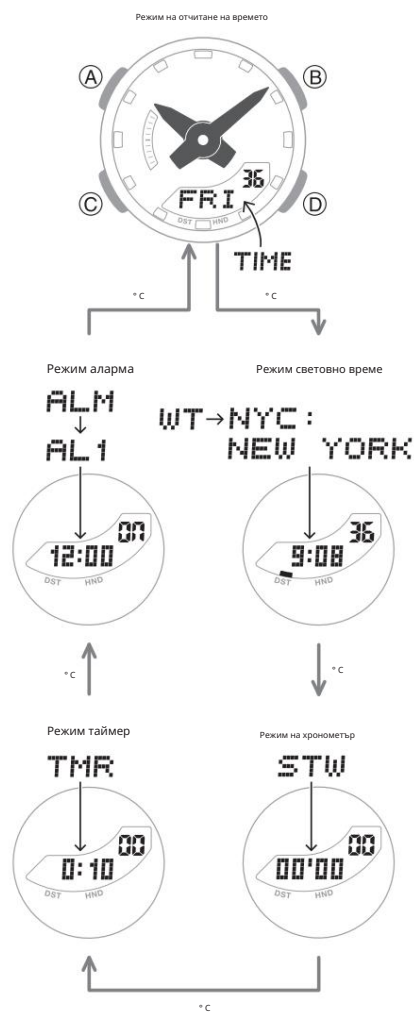 Режим на отчитане на времето
A B
36
FRI
C D
DST HND
TIME
° C ° C
Режим аларма Режим световно време
ALM
AL1
WT→NYC:
NEW YORK
07
12:00
DST HND
36
9:08
DST HND
° C ° C
Режим таймер Режим на хронометър
TMR STW
00
0:10
DST HND
00
00'00
DST HND
° C